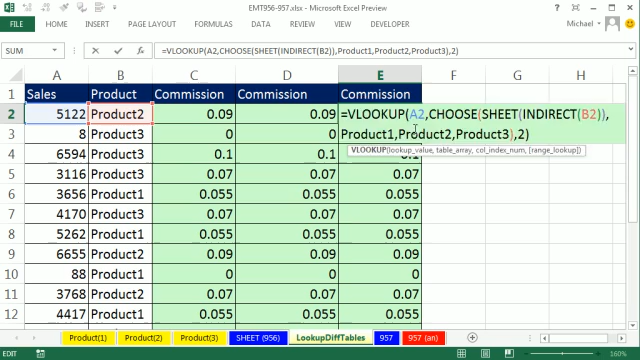 EMT956-957.xlsx - Microsoft Excel Preview
FILE HOME INSERT PAGE LAYOUT FORMULAS DATA REVIEW VIEW DEVELOPER Michael
SUM =VLOOKUP(A2,CHOOSE(SHEET(INDIRECT(B2)),Product1,Product2,Product3),2)
A B C D E F G H
1 Sales Product Commission Commission Commission
2 5122 Product2 0.09 0.09 =VLOOKUP(A2,CHOOSE(SHEET(INDIRECT(B2)),
3 8 Product3 0 0 Product1,Product2,Product3),2)
VLOOKUP(lookup_value, table_array, col_index_num, [range_lookup])
4 6594 Product3 0.1 0.1 0.1
5 3116 Product3 0.07 0.07 0.07
6 3656 Product1 0.055 0.055 0.055
7 4170 Product3 0.07 0.07 0.07
8 5262 Product1 0.055 0.055 0.055
9 6655 Product2 0.09 0.09 0.09
10 88 Product1 0 0 0
11 3768 Product2 0.07 0.07 0.07
12 4417 Product1 0.055 0.055 0.055
Product(1) Product(2) Product(3) SHEET (956) LookupDiffTables 957 957 (an)
EDIT 160%